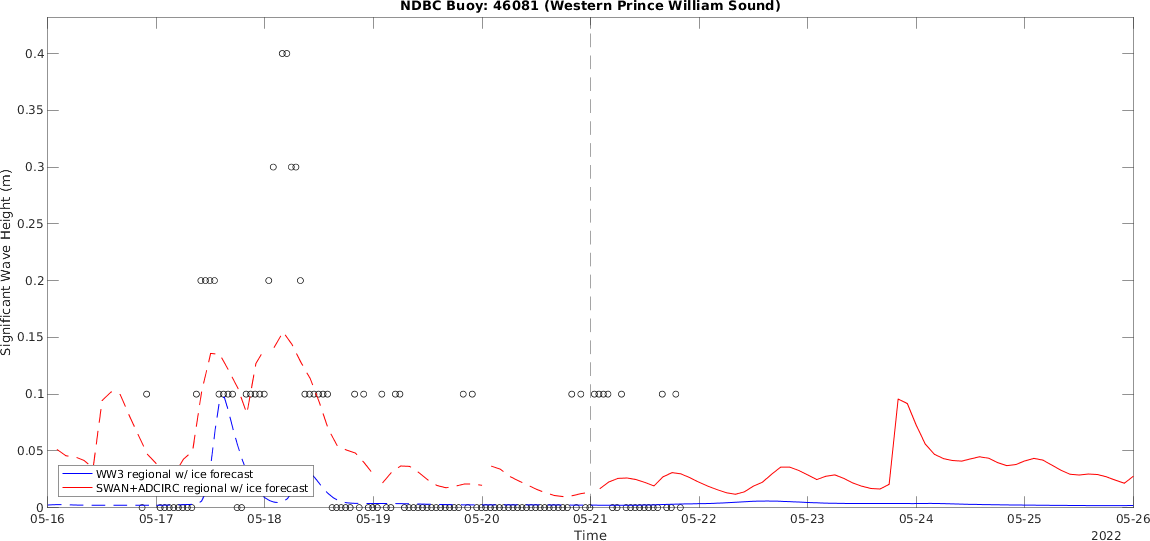 NDBC Buoy: 46081 (Western Prince William Sound)
Significant Wave Height (m)
0.4
0.35
0.3
0.25
0.2
0.15
0.1
0.05
0
WW3 regional w/ ice forecast
SWAN+ADCIRC regional w/ ice forecast
05-16 05-17 05-18 05-19 05-20 05-21 05-22 05-23 05-24 05-25 05-26
Time
2022